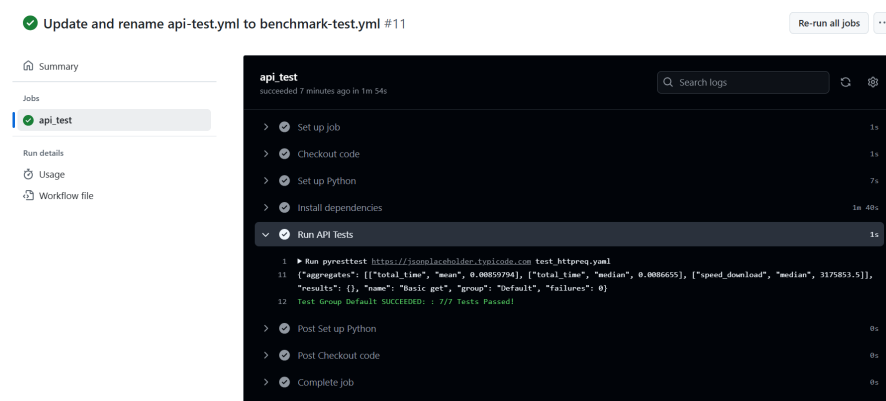 Update and rename api-test.yml to benchmark-test.yml #11
Re-run all jobs
Summary
Jobs
api_test
Run details
Usage
Workflow file
api_test
succeeded 7 minutes ago in 1m 54s
Search logs
Set up job 1s
Checkout code 1s
Set up Python 7s
Install dependencies 1m 40s
Run API Tests 1s
1 Run pyresttest https://jsonplaceholder.typicode.com test_httpreq.yaml
11 {"aggregates": [["total_time", "mean", 0.00859794], ["total_time", "median", 0.0086655], ["speed_download", "median", 3175853.5]],
"results": {}, "name": "Basic get", "group": "Default", "failures": 0}
12 Test Group Default SUCCEEDED: : 7/7 Tests Passed!
Post Set up Python 0s
Post Checkout code 0s
Complete job 0s